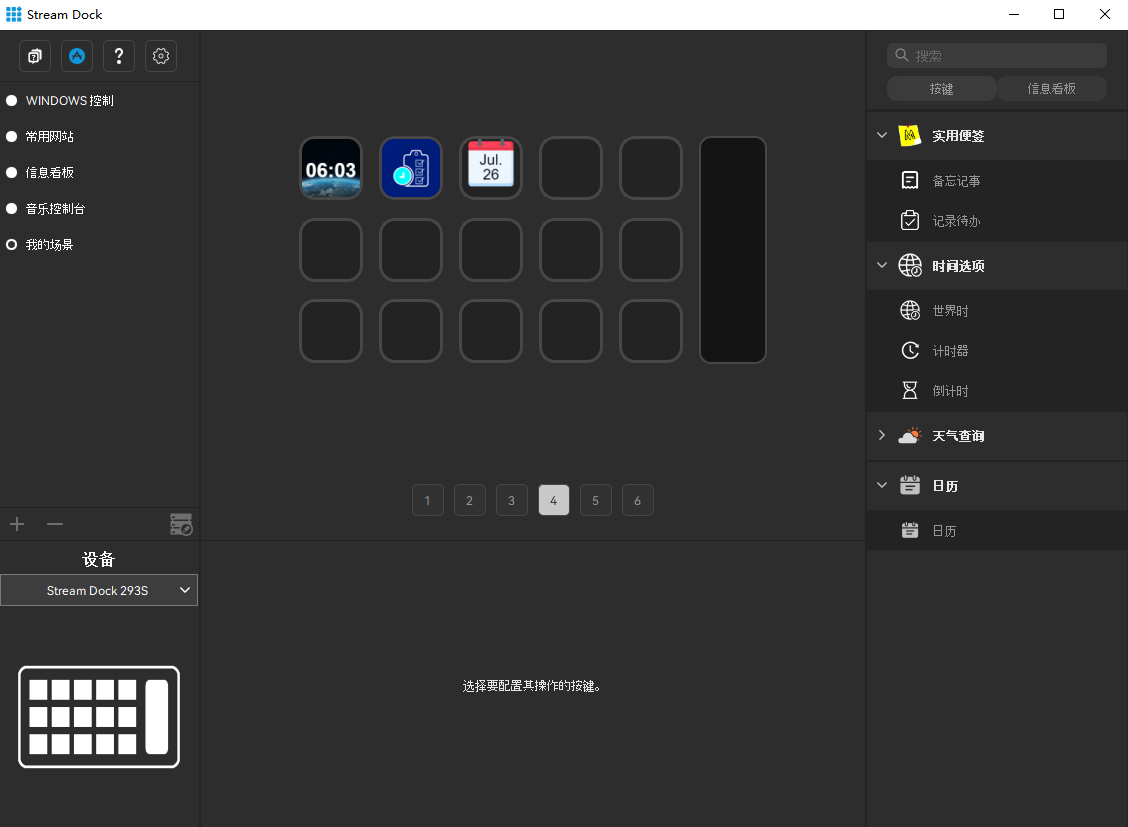 Stream Dock
?
WINDOWS 控制
常用网站
信息看板
音乐控制台
我的场景
设备
Stream Dock 293S
06:03
Jul.
26
1 2 3 4 5 6
选择要配置其操作的按键。
搜索
按键 信息看板
实用便签
备忘记事
记录待办
时间选项
世界时
计时器
倒计时
天气查询
日历
日历